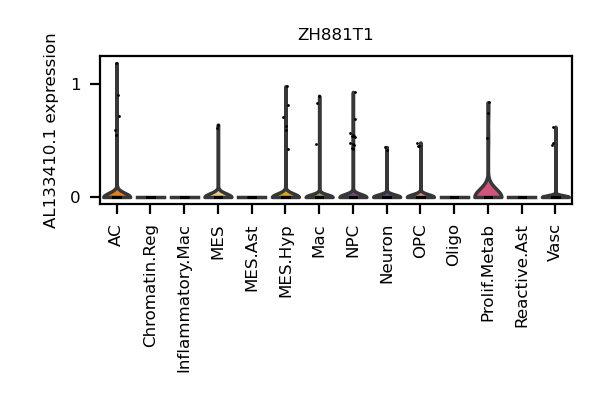 ZH881T1
AL133410.1 expression
1
0
AC
Chromatin.Reg
Inflammatory.Mac
MES
MES.Ast
MES.Hyp
Mac
NPC
Neuron
OPC
Oligo
Prolif.Metab
Reactive.Ast
Vasc